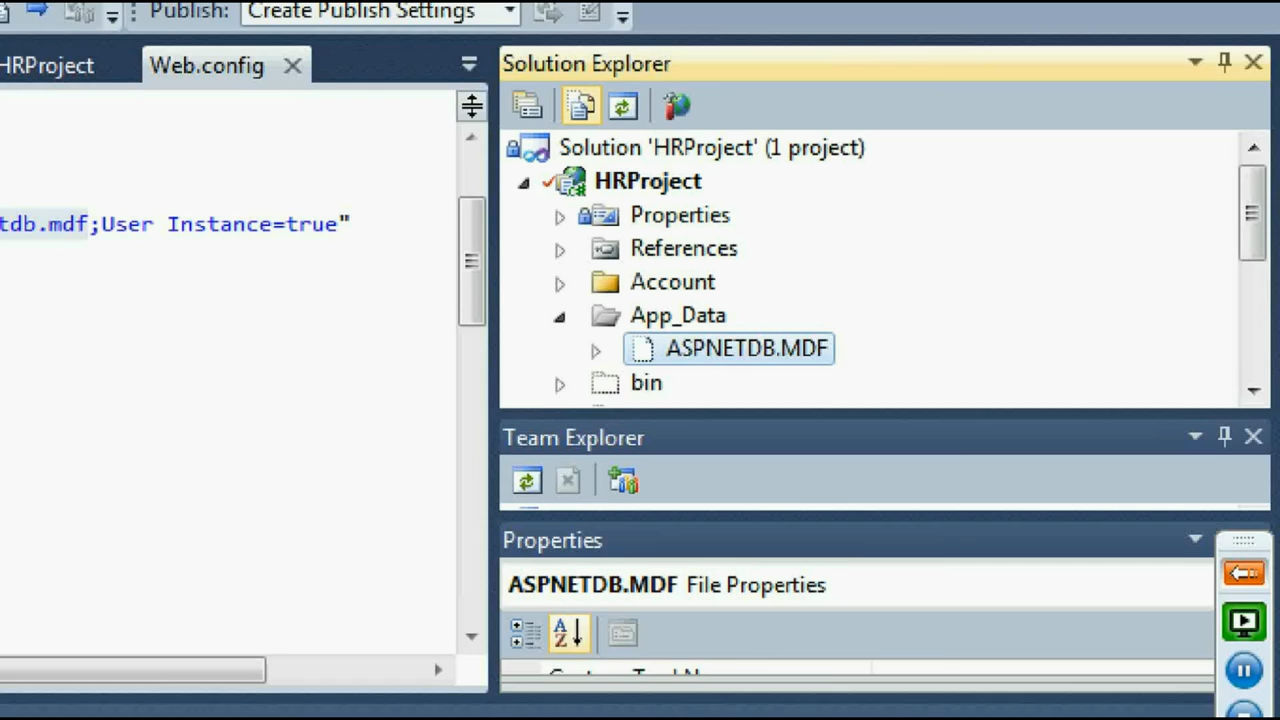 Publish: Create Publish Settings
HRProject
Web.config
tdb.mdf;User Instance=true"
Solution Explorer
Solution 'HRProject' (1 project)
HRProject
Properties
References
Account
App_Data
ASPNETDB.MDF
bin
Team Explorer
Properties
ASPNETDB.MDF File Properties
A
Z